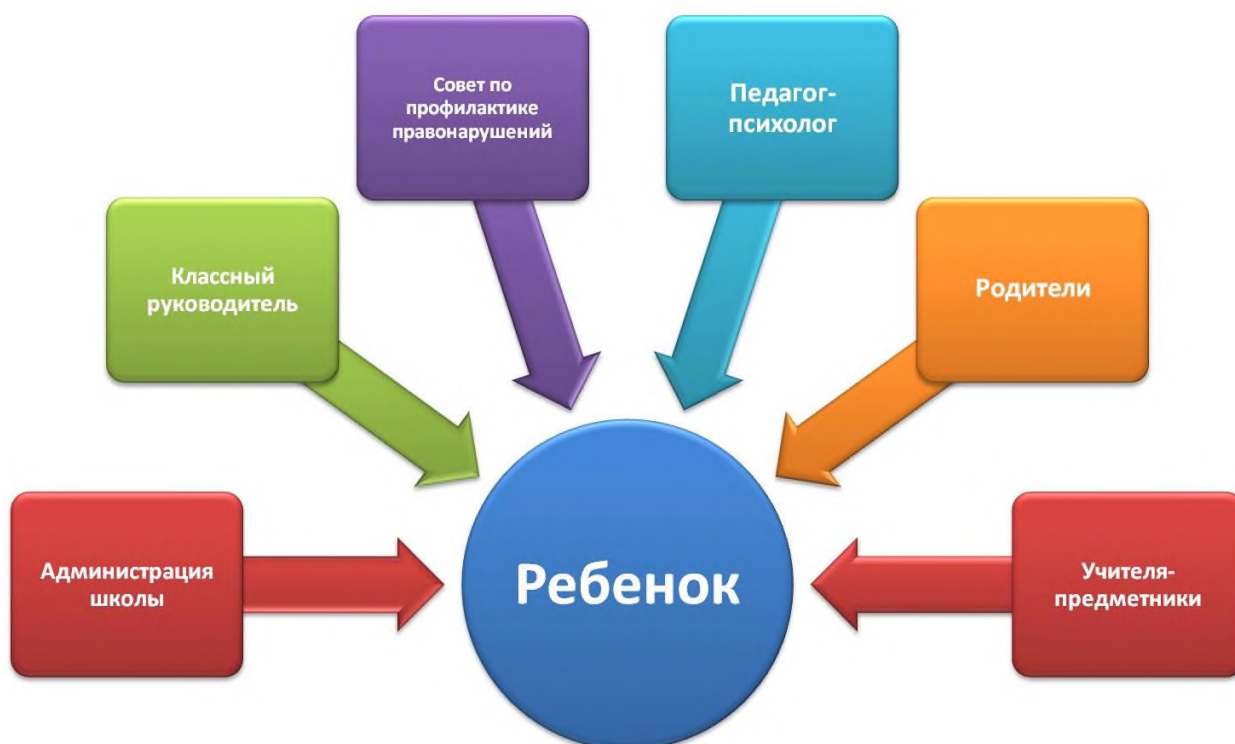 Совет по
профилактике
правонарушений
Педагог-
психолог
Классный
руководитель
Родители
Администрация
школы
Ребенок
Учителя-
предметники